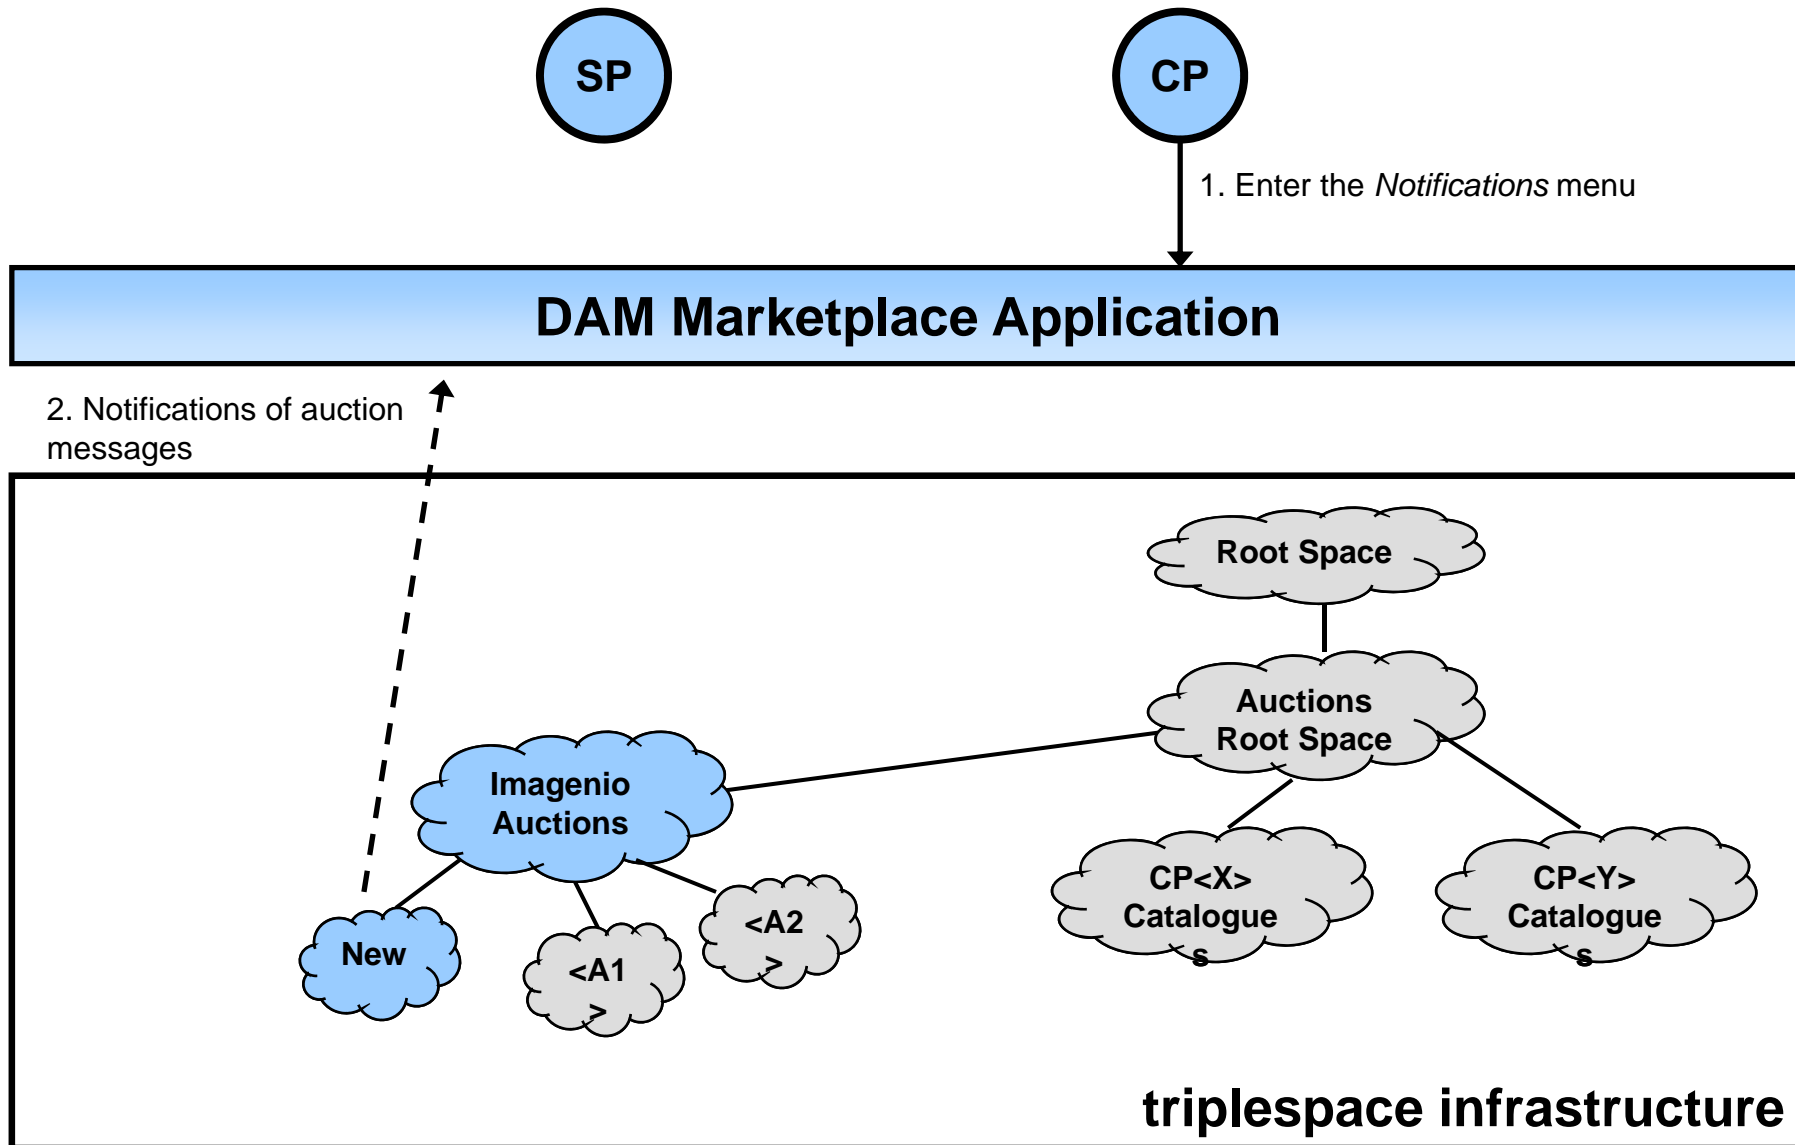 SP
CP
1. Enter the Notifications menu
DAM Marketplace Application
2. Notifications of auction
messages
Root Space
Auctions
Root Space
Imagenio
Auctions
CP<X>
Catalogue
s
CP<Y>
Catalogue
s
New
<A1
>
<A2
>
triplespace infrastructure